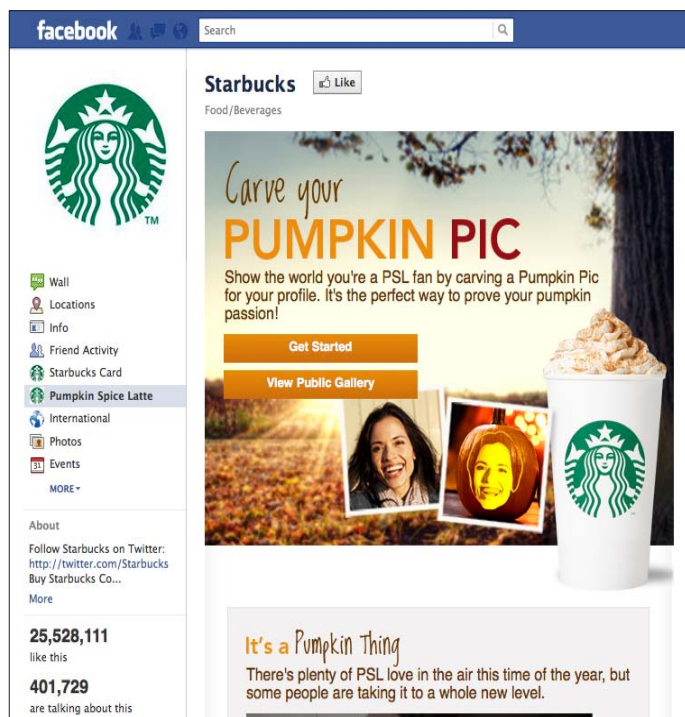 facebook
Search
Starbucks
Like
Food/Beverages
TM
Wall
Locations
Info
Friend Activity
Starbucks Card
Pumpkin Spice Latte
International
Photos
31 Events
MORE
About
Follow Starbucks on Twitter:
http://twitter.com/Starbucks
Buy Starbucks Co...
More
25,528,111
like this
401,729
are talking about this
Carve your
PUMPKIN PIC
Show the world you're a PSL fan by carving a Pumpkin Pic
for your profile. It's the perfect way to prove your pumpkin
passion!
Get Started
View Public Gallery
It's a Pumpkin Thing
There's plenty of PSL love in the air this time of the year, but
some people are taking it to a whole new level.